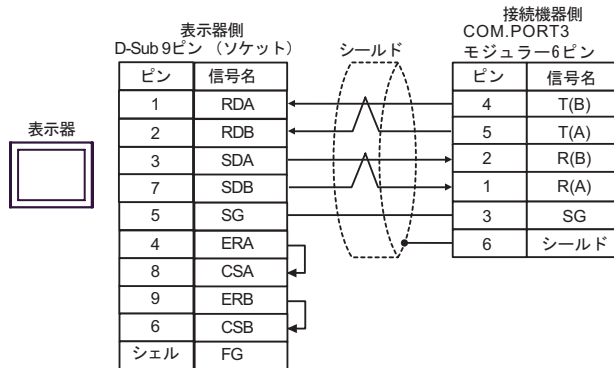 表示器側
D-Sub 9ピン （ソケット）
シールド
接続機器側
COM.PORT3
モジュラー6ピン
表示器
ピン 信号名
1 RDA
2 RDB
3 SDA
7 SDB
5 SG
4 ERA
8 CSA
9 ERB
6 CSB
シェル FG
ピン 信号名
4 T(B)
5 T(A)
2 R(B)
1 R(A)
3 SG
6 シールド